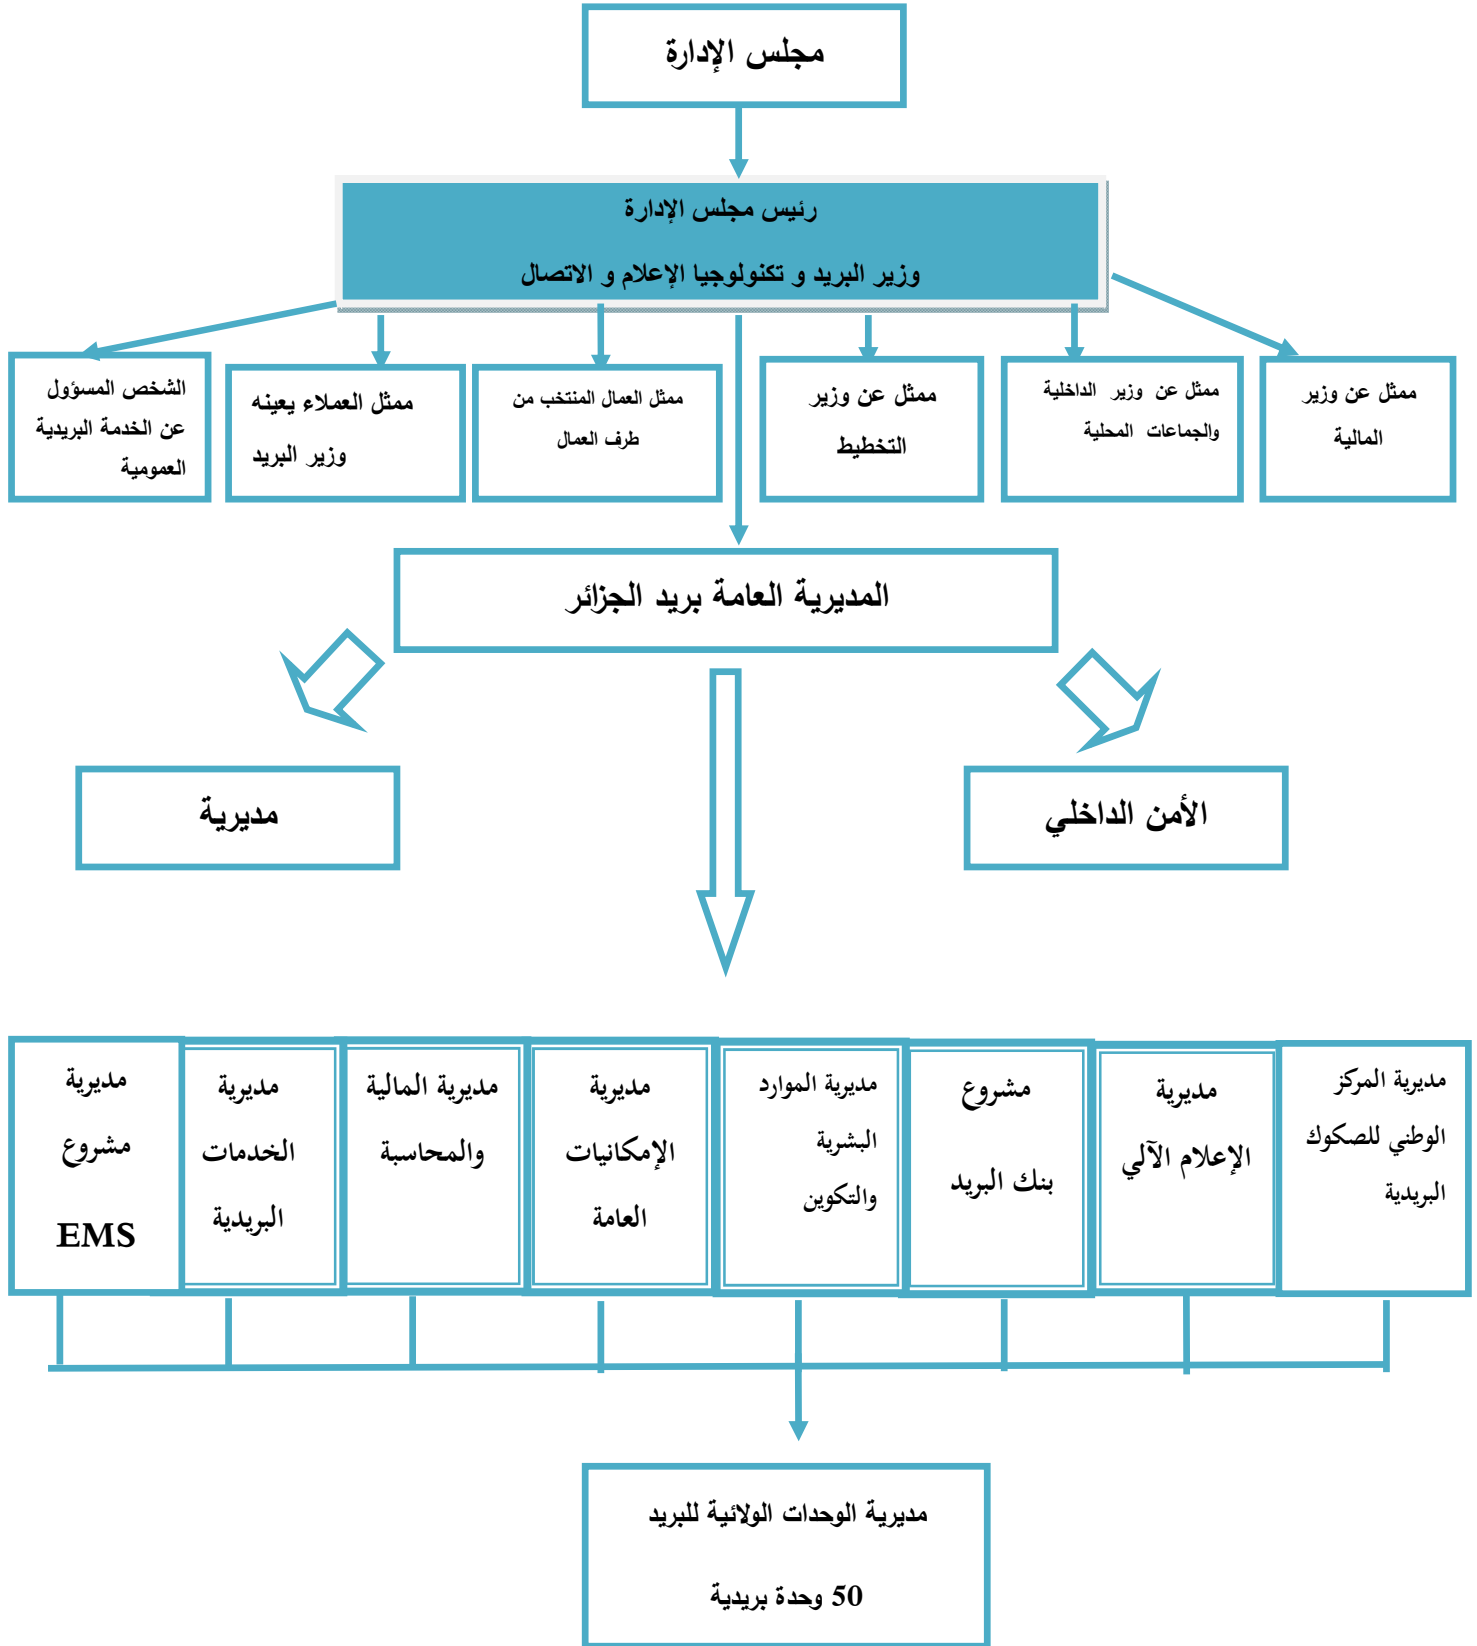 مجلس الإدارة
رئيس مجلس الإدارة
وزير البريد و تكنولوجيا الإعلام و الاتصال
ممثل عن وزير
المالية
ممثل عن وزير الداخلية
والجماعات المحلية
ممثل عن وزير
التخطيط
ممثل العمال المنتخب من
طرف العمال
ممثل العملاء يعينه
وزير البريد
الشخص المسؤول
عن الخدمة البريدية
العمومية
المديرية العامة بريد الجزائر
الأمن الداخلي
مديرية
مديرية المركز
الوطني للصكوك
البريدية
مديرية
الإعلام الآلي
مشروع
بنك البريد
مديرية الموارد
البشرية
والتكوين
مديرية
الإمكانيات
العامة
مديرية المالية
والمحاسبة
مديرية
الخدمات
البريدية
مديرية
مشروع
EMS
مديرية الوحدات الولائية للبريد
50 وحدة بريدية